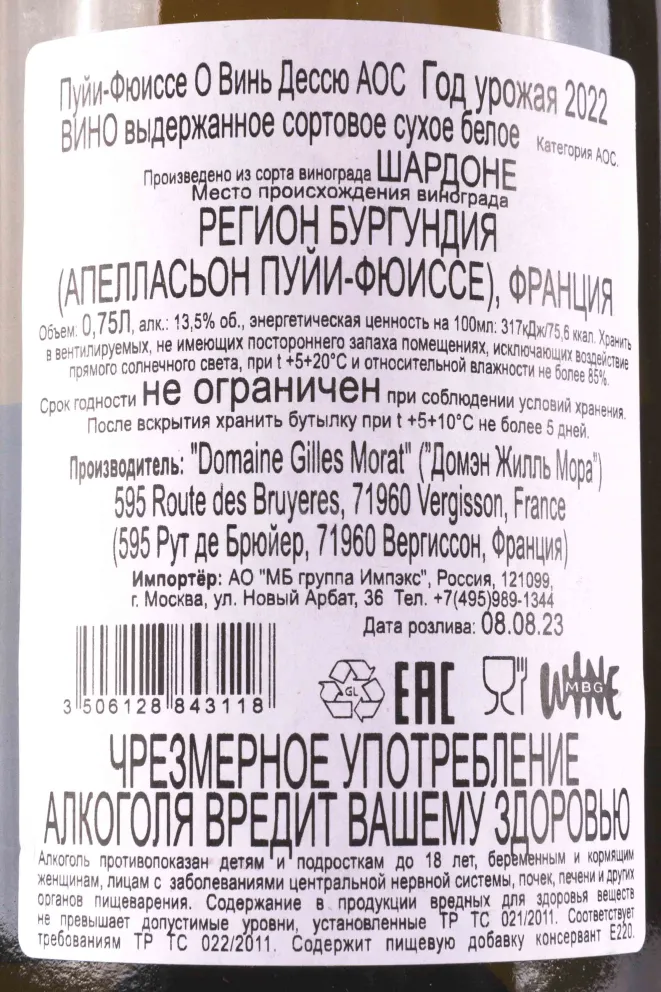 Пуйи-Фюиссе О Винь Дессю АОС Год урожая 2022
ВИНО выдержанное сортовое сухое белое Категория АОС.
Произведено из сорта винограда ШАРДОНЕ
Место происхождения винограда
РЕГИОН БУРГУНДИЯ
(АПЕЛЛАСЬОН ПУЙИ-ФЮИССЕ), ФРАНЦИЯ
Объем: 0,75Л, алк.: 13,5% об., энергетическая ценность на 100мл: 317кДж/75,6 ккал. Хранить
в вентилируемых, не имеющих постороннего запаха помещениях, исключающих воздействие
прямого солнечного света, при t +5+20°С и относительной влажности не более 85%.
Срок годности не ограничен при соблюдении условий хранения.
После вскрытия хранить бутылку при t +5+10°С не более 5 дней.
Производитель: "Domaine Gilles Morat" ("Домэн Жилль Мора")
595 Route des Bruyeres, 71960 Vergisson, France
(595 Рут де Брюйер, 71960 Вергиссон, Франция)
Импортёр: АО "МБ группа Импэкс", Россия, 121099,
г. Москва, ул. Новый Арбат, 36 Тел. +7(495)989-1344
Дата розлива: 08.08.23
3 506128 843118
GL
EAC
WINE
MBG
ЧРЕЗМЕРНОЕ УПОТРЕБЛЕНИЕ
АЛКОГОЛЯ ВРЕДИТ ВАШЕМУ ЗДОРОВЬЮ
Алкоголь противопоказан детям и подросткам до 18 лет, беременным и кормящим
женщинам, лицам с заболеваниями центральной нервной системы, почек, печени и других
органов пищеварения. Содержание в продукции вредных для здоровья веществ
не превышает допустимые уровни, установленные ТР ТС 021/2011. Соответствует
требованиям ТР ТС 022/2011. Содержит пищевую добавку консервант Е220.